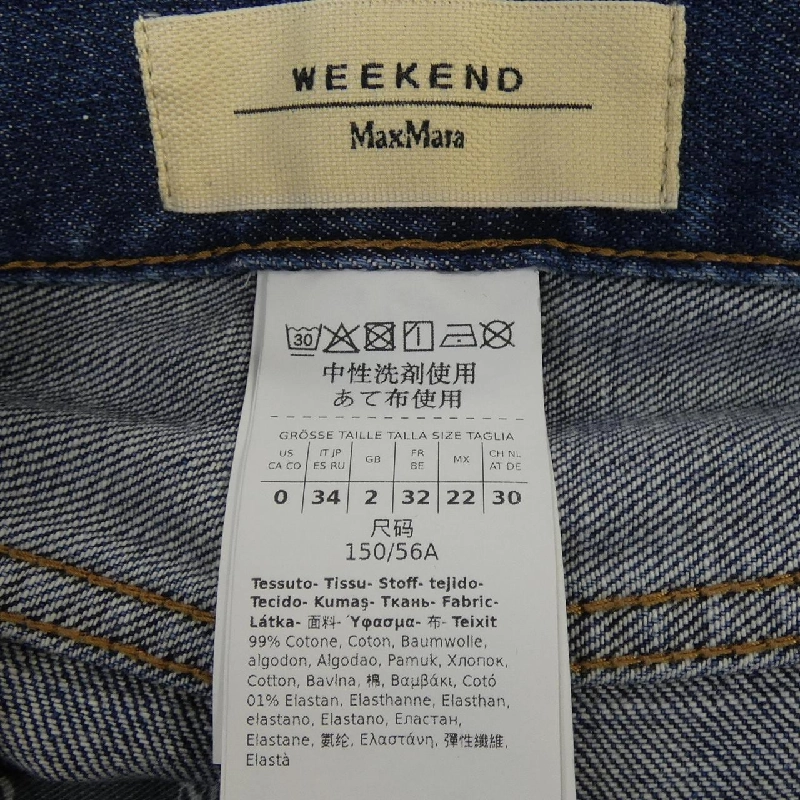 WEEKEND
MaxMara
30
中性洗剤使用
あて布使用
GRÖSSE TAILLE TALLA SIZE TAGLIA
US IT JP GB FR MX CH NL
CA CO ES RU BE AT DE
0 34 2 32 22 30
尺码
150/56A
Tessuto- Tissu- Stoff- tejido-
Tecido- Kumaş- Ткань- Fabric-
Látka- 面料- Ύφασμα- 布- Teixit
99% Cotone, Coton, Baumwolle,
algodon, Algodao, Pamuk, Хлопок,
Cotton, Bavlna, 棉, Βαμβάκι, Cotó
01% Elastan, Elasthanne, Elasthan,
elastano, Elastano, Еластан,
Elastane, 氨纶, Ελαστάνη, 彈性纖維,
Elastà